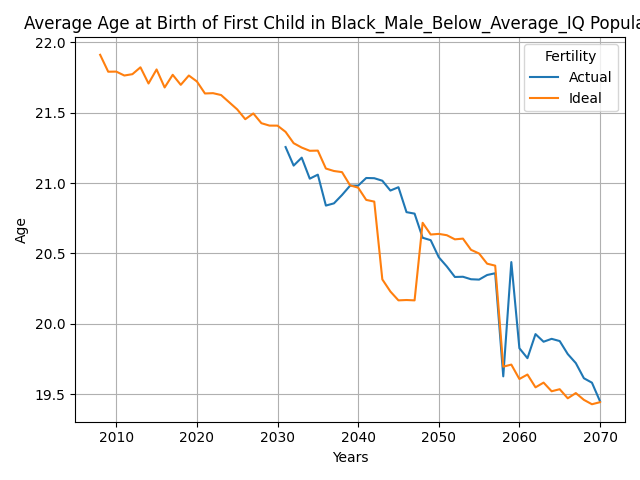 Average Age at Birth of First Child in Black_Male_Below_Average_IQ Popula
22.0
21.5
21.0
20.5
20.0
19.5
Age
Fertility
Actual
Ideal
2010 2020 2030 2040 2050 2060 2070
Years